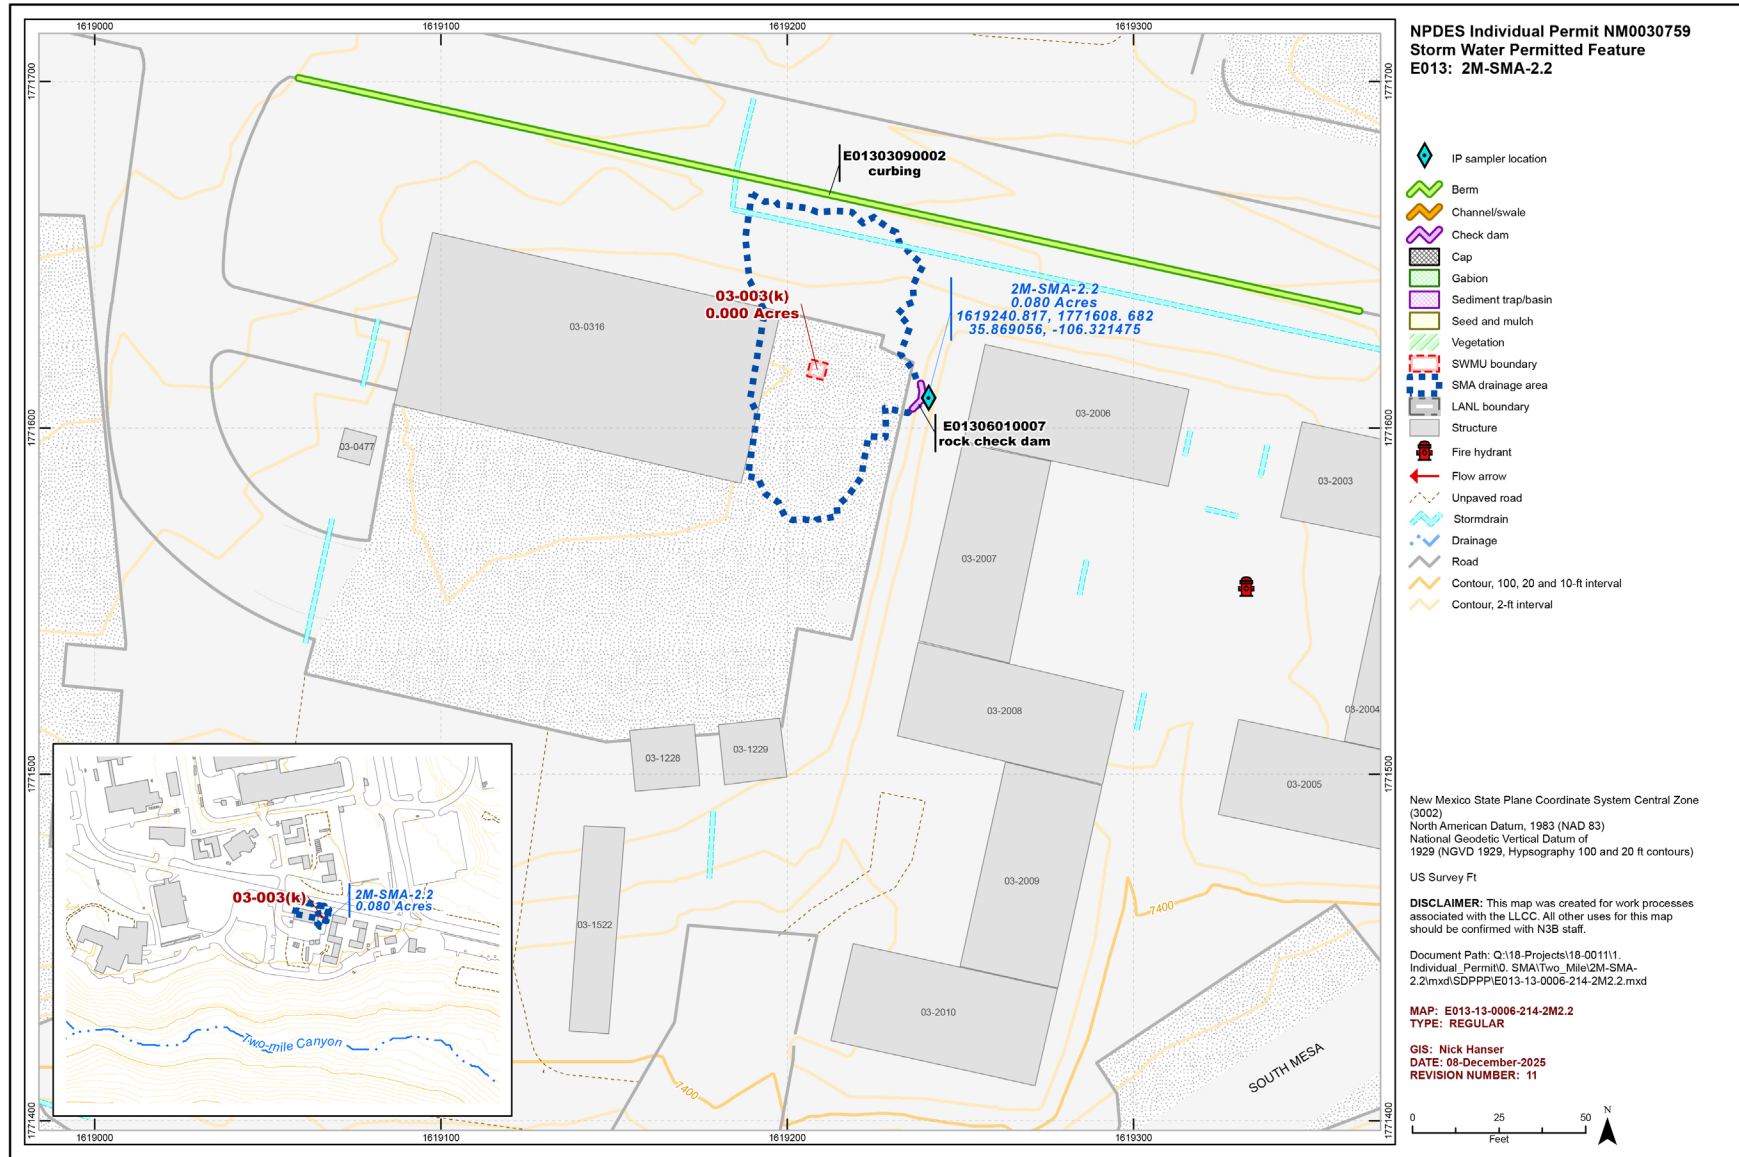 1619000
1619100
1619200
1619300
NPDES Individual Permit NM0030759
Storm Water Permitted Feature
E013: 2M-SMA-2.2
1771700
1771700
E01303090002
curbing
IP sampler location
Berm
Channel/swale
Check dam
Cap
Gabion
Sediment trap/basin
Seed and mulch
Vegetation
SWMU boundary
SMA drainage area
LANL boundary
Structure
Fire hydrant
Flow arrow
Unpaved road
Stormdrain
Drainage
Road
Contour, 100, 20 and 10-ft interval
Contour, 2-ft interval
03-003(k)
0.000 Acres
2M-SMA-2.2
0.080 Acres
1619240.817, 1771608. 682
35.869056, -106.321475
03-0316
03-2006
1771600
1771600
E01306010007
rock check dam
03-0477
03-2003
03-2007
03-2008
03-2004
03-1228
03-1229
1771500
1771500
03-2005
03-2009
03-1522
7400
03-2010
7400
SOUTH MESA
03-003(k)
2M-SMA-2.2
0.080 Acres
Two-mile Canyon
1771400
1771400
1619000
1619100
1619200
1619300
New Mexico State Plane Coordinate System Central Zone
(3002)
North American Datum, 1983 (NAD 83)
National Geodetic Vertical Datum of
1929 (NGVD 1929, Hypsography 100 and 20 ft contours)
US Survey Ft
DISCLAIMER: This map was created for work processes
associated with the LLCC. All other uses for this map
should be confirmed with N3B staff.
Document Path: Q:\18-Projects\18-0011\1.
Individual_Permit\0. SMA\Two_Mile\2M-SMA-
2.2\mxd\SDPPP\E013-13-0006-214-2M2.2.mxd
MAP: E013-13-0006-214-2M2.2
TYPE: REGULAR
GIS: Nick Hanser
DATE: 08-December-2025
REVISION NUMBER: 11
0 25 50
Feet
N